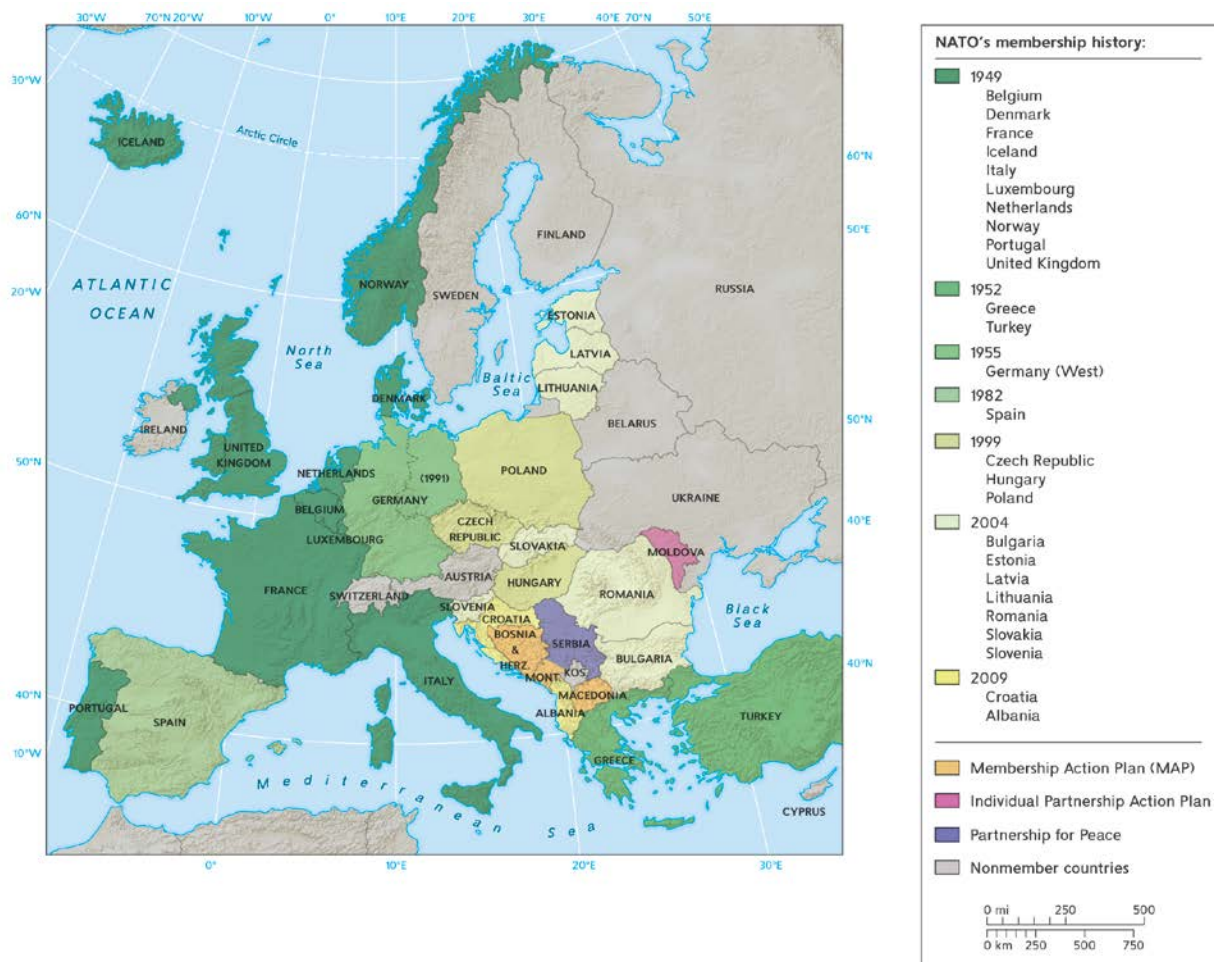 30°W
70°N 20°W
10°W
0°
10°E
20°E
30°E
40°E 70°N
50°E
30°W
Arctic Circle
ICELAND
60°N
60°N
50°E
FINLAND
NORWAY
SWEDEN
RUSSIA
ATLANTIC
OCEAN
20°W
ESTONIA
North
Sea
LATVIA
Baltic
Sea
LITHUANIA
DENMARK
BELARUS
50°N
IRELAND
UNITED
KINGDOM
50°N
NETHERLANDS
(1991)
POLAND
BELGIUM
GERMANY
UKRAINE
40°E
LUXEMBOURG
CZECH
REPUBLIC
SLOVAKIA
MOLDOVA
AUSTRIA
HUNGARY
FRANCE
SWITZERLAND
ROMANIA
SLOVENIA
CROATIA
Black
Sea
BOSNIA
&
HERZ.
SERBIA
BULGARIA
KOS.
MONT.
40°N
40°N
ITALY
MACEDONIA
PORTUGAL
SPAIN
ALBANIA
TURKEY
10°W
GREECE
Mediterranean Sea
CYPRUS
0°
10°E
20°E
30°E
NATO's membership history:
1949
Belgium
Denmark
France
Iceland
Italy
Luxembourg
Netherlands
Norway
Portugal
United Kingdom
1952
Greece
Turkey
1955
Germany (West)
1982
Spain
1999
Czech Republic
Hungary
Poland
2004
Bulgaria
Estonia
Latvia
Lithuania
Romania
Slovakia
Slovenia
2009
Croatia
Albania
Membership Action Plan (MAP)
Individual Partnership Action Plan
Partnership for Peace
Nonmember countries
0 mi 250 500
0 km 250 500 750